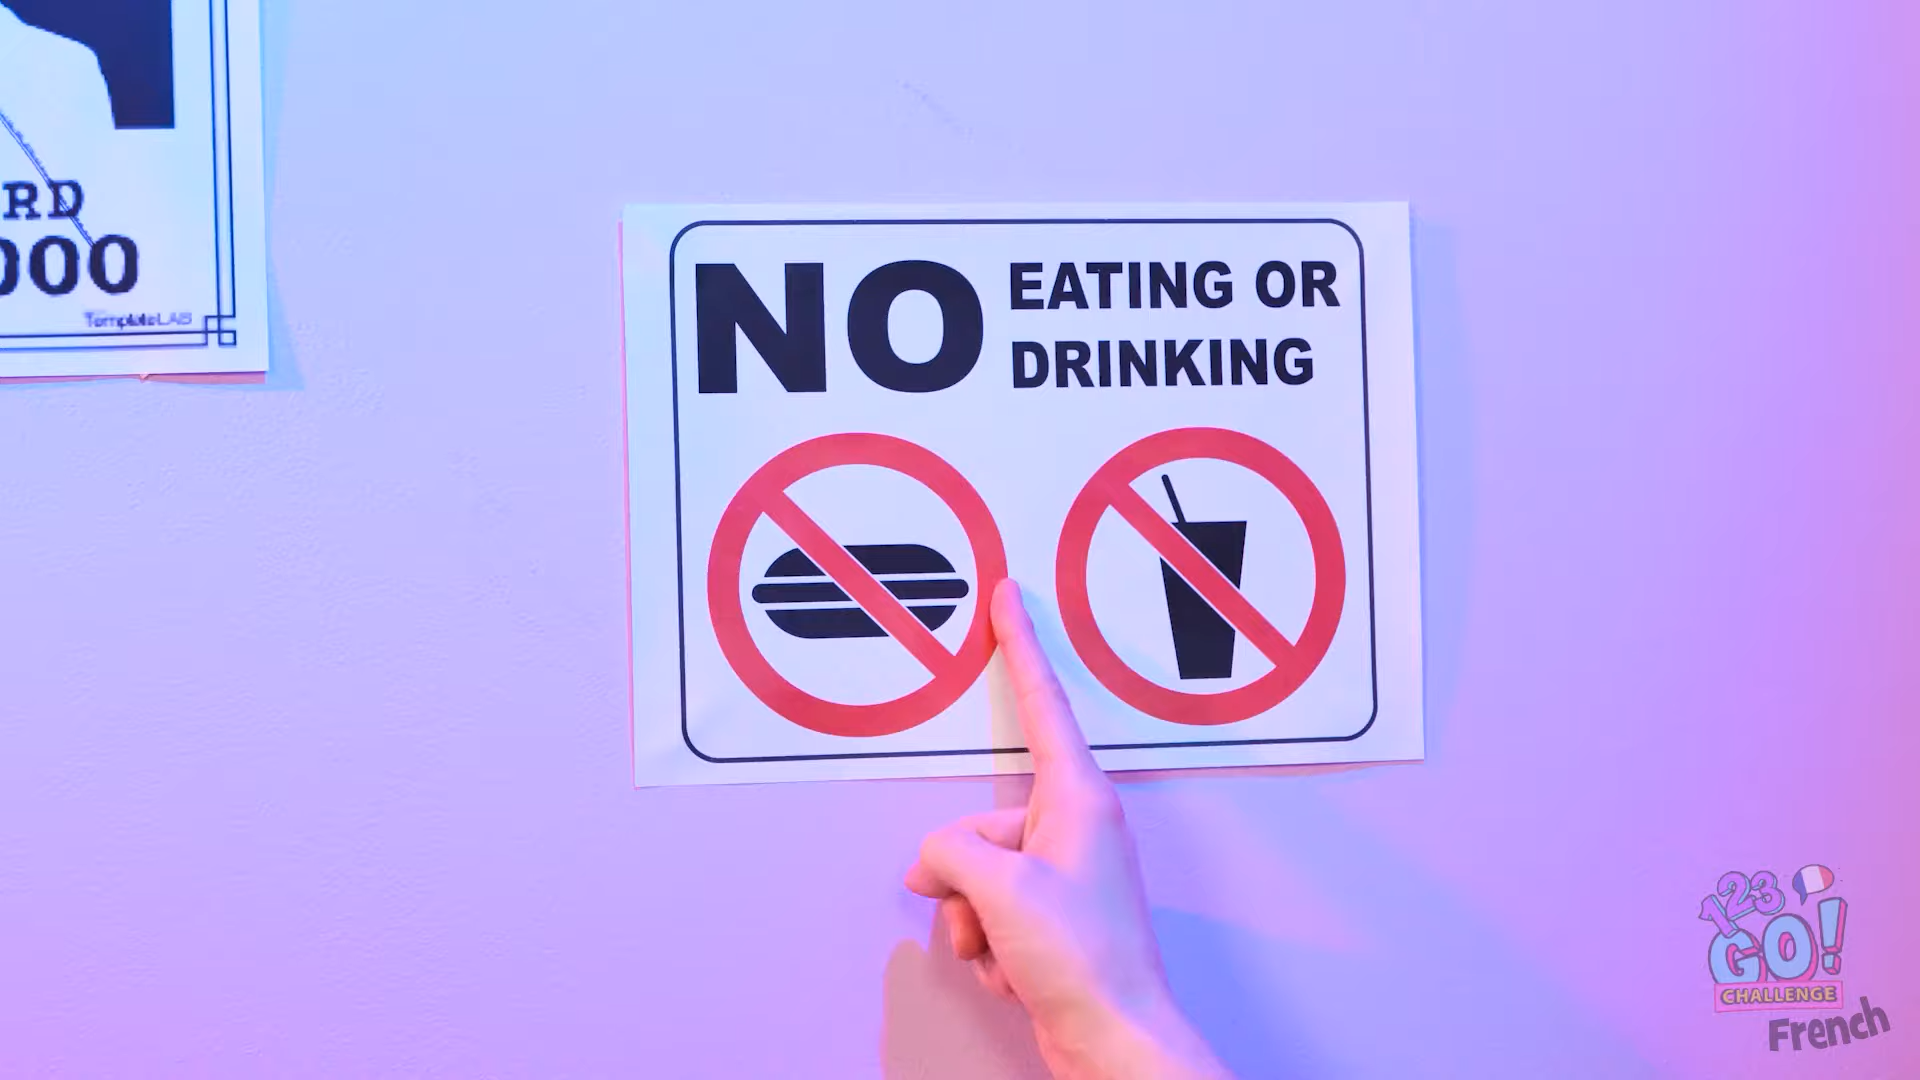 RD
000
TemplateLAB
NO
EATING OR
DRINKING
123
GO!
CHALLENGE
French